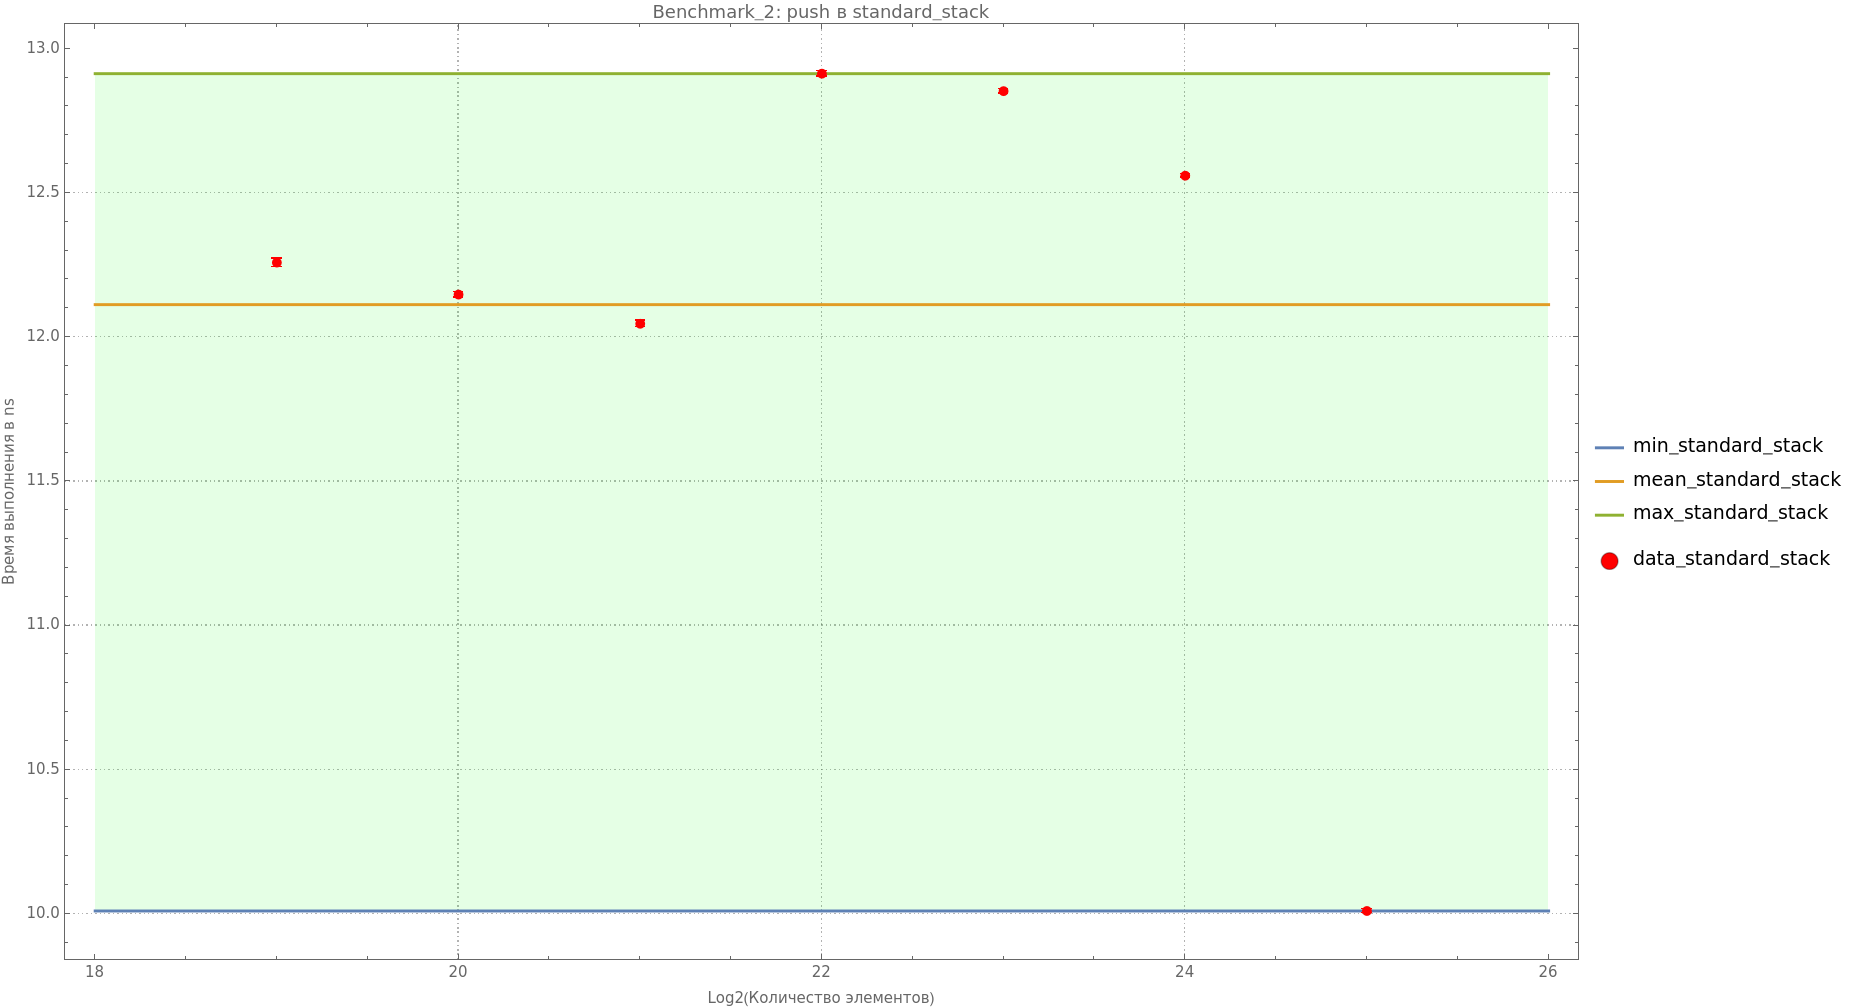 Benchmark_2: push в standard_stack
Время выполнения в ns
13.0
12.5
12.0
11.5
11.0
10.5
10.0
18 20 22 24 26
Log2(Количество элементов)
min_standard_stack
mean_standard_stack
max_standard_stack
data_standard_stack